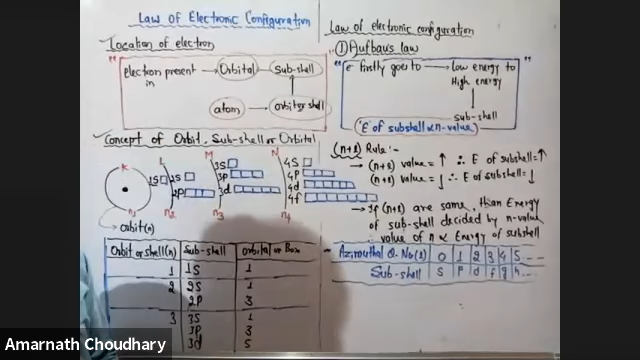 Law of Electronic Configuration
Location of electron
"electron present → Orbital → Sub-shell"
in
atom → orbit or shell
Concept of Orbit, Sub-shell or Orbital
K L M N
1S 2S 3S 4S
2P 3P 4P
3d 4d
4f
n1 n2 n3 n4
orbit(n)
Orbit or shell(n) Sub-shell orbital or Box
1 1S 1
2 2S 1
2P 3
3 3S 1
3P 3
3d 5
Law of electronic configuration
① Aufbau's law
"e⁻ firstly goes to → Low energy to
High energy
Sub-shell
'E' of subshell ∝ n-value
(n+l) Rule:-
→ (n+l) value = ↑ ∴ E of subshell = ↑
(n+l) value = ↓ ∴ E of subshell = ↓
→ If (n+l) are same, than Energy
of sub-shell decided by n-value
∴ value of n ∝ Energy of subshell
Azimuthal Q. No(l) 0 1 2 3 4 5 ...
Sub-shell s p d f g h ...
Amarnath Choudhary